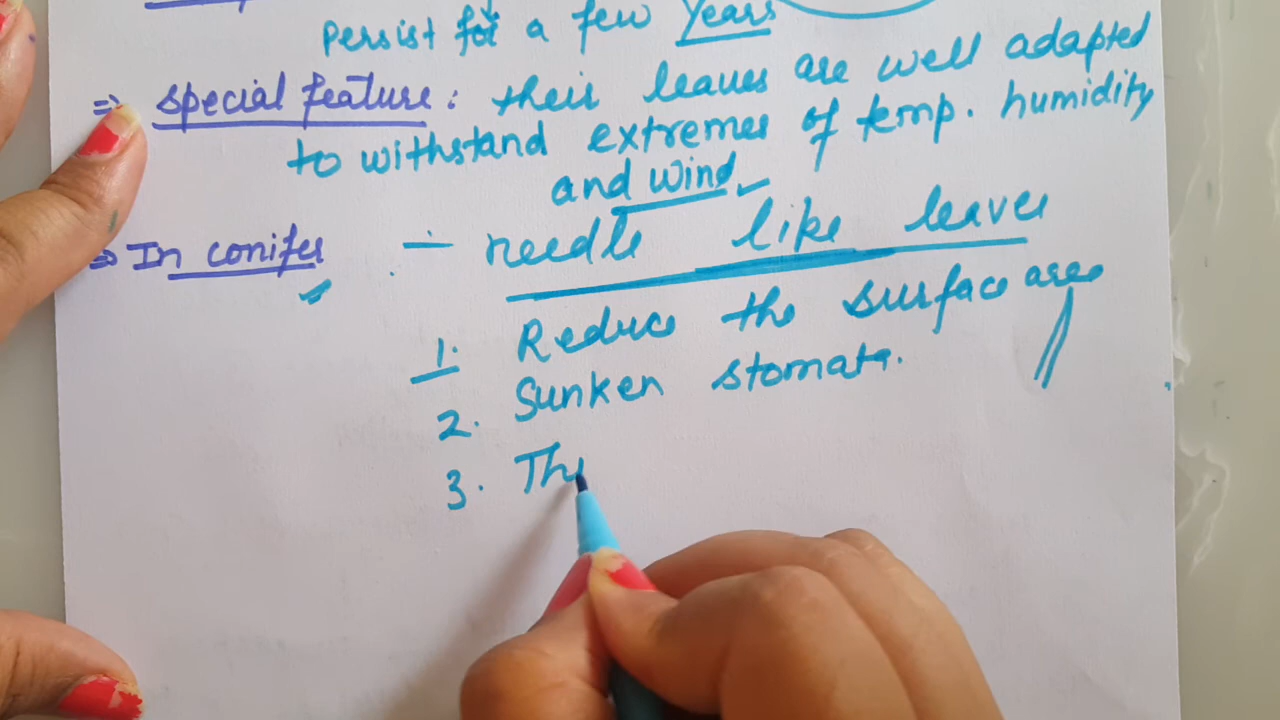 Persist for a few Years
⇒ special feature: their leaves are well adapted
to withstand extremes of temp. humidity
and wind
⇒ In conifes - needle like leaves
1. Reduce the surface area
2. Sunken stomata.
3. Th